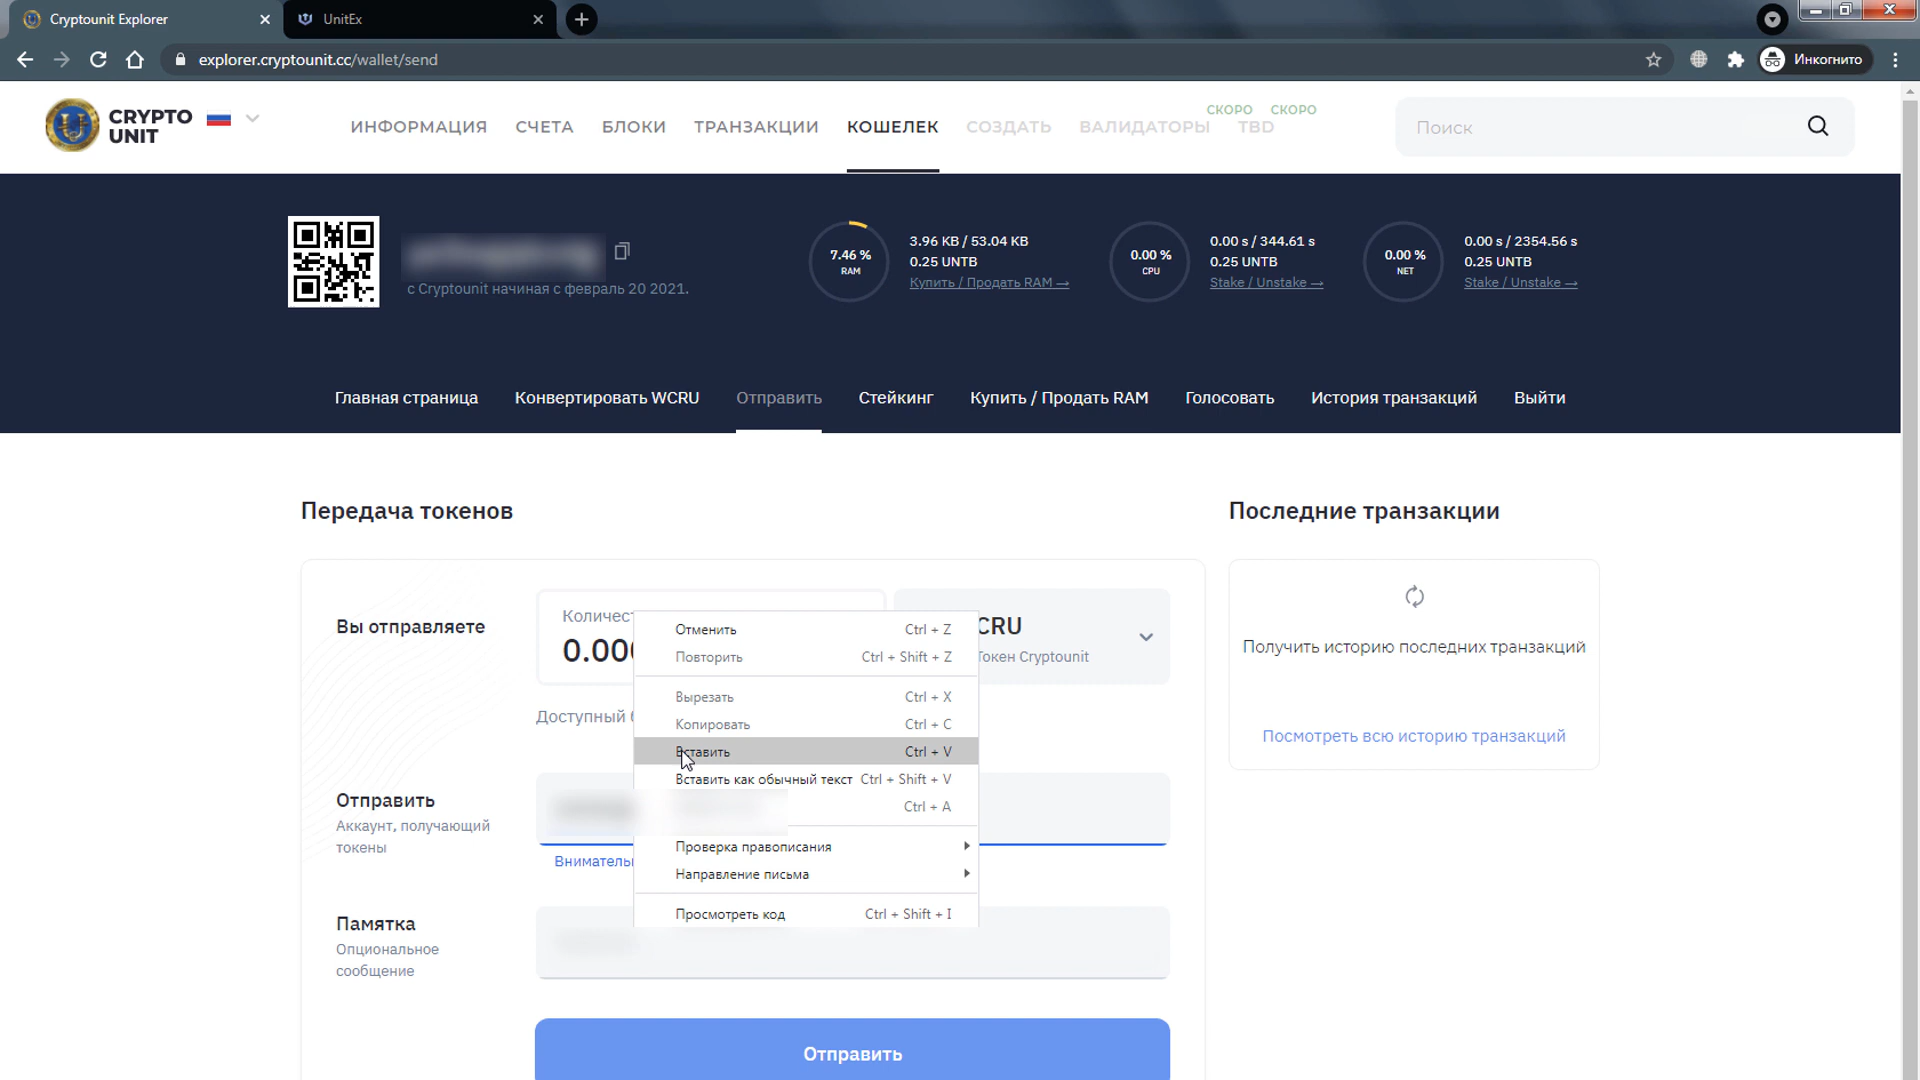 Cryptounit Explorer
UnitEx
explorer.cryptounit.cc/wallet/send
Инкогнито
CRYPTO
UNIT
ИНФОРМАЦИЯ
СЧЕТА
БЛОКИ
ТРАНЗАКЦИИ
КОШЕЛЕК
СОЗДАТЬ
ВАЛИДАТОРЫ
СКОРО
TBD
СКОРО
Поиск
с Cryptounit начиная с февраль 20 2021.
7.46 %
RAM
3.96 KB / 53.04 KB
0.25 UNTB
Купить / Продать RAM →
0.00 %
CPU
0.00 s / 344.61 s
0.25 UNTB
Stake / Unstake →
0.00 %
NET
0.00 s / 2354.56 s
0.25 UNTB
Stake / Unstake →
Главная страница
Конвертировать WCRU
Отправить
Стейкинг
Купить / Продать RAM
Голосовать
История транзакций
Выйти
Передача токенов
Последние транзакции
Вы отправляете
Количест
0.000
CRU
Токен Cryptounit
Доступный
Отменить Ctrl + Z
Повторить Ctrl + Shift + Z
Вырезать Ctrl + X
Копировать Ctrl + C
Вставить Ctrl + V
Вставить как обычный текст Ctrl + Shift + V
Ctrl + A
Проверка правописания
Направление письма
Просмотреть код Ctrl + Shift + I
Отправить
Аккаунт, получающий
токены
Вниматель
Памятка
Опциональное
сообщение
Отправить
Получить историю последних транзакций
Посмотреть всю историю транзакций